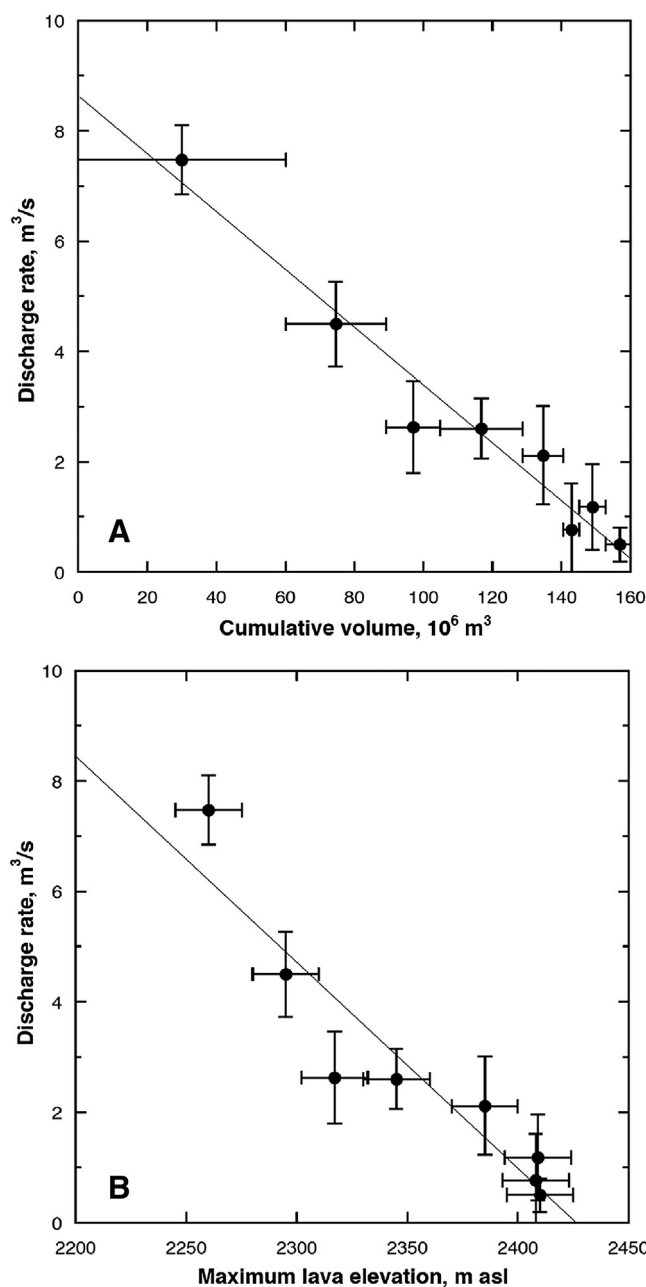 10
8
6
4
2
0
Discharge rate, m³/s
A
0 20 40 60 80 100 120 140 160
Cumulative volume, 10⁶ m³
10
8
6
4
2
0
Discharge rate, m³/s
B
2200 2250 2300 2350 2400 2450
Maximum lava elevation, m asl